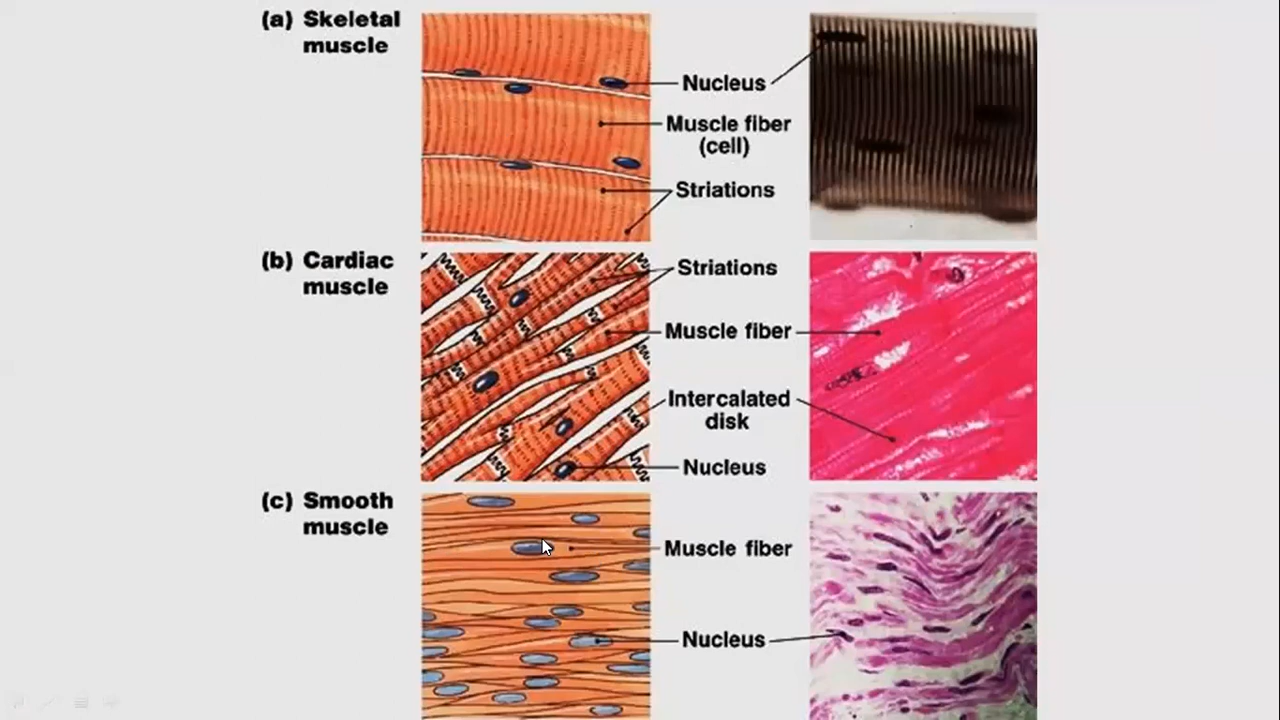 (a) Skeletal
muscle
Nucleus
Muscle fiber
(cell)
Striations
(b) Cardiac
muscle
Striations
Muscle fiber
Intercalated
disk
Nucleus
(c) Smooth
muscle
Muscle fiber
Nucleus